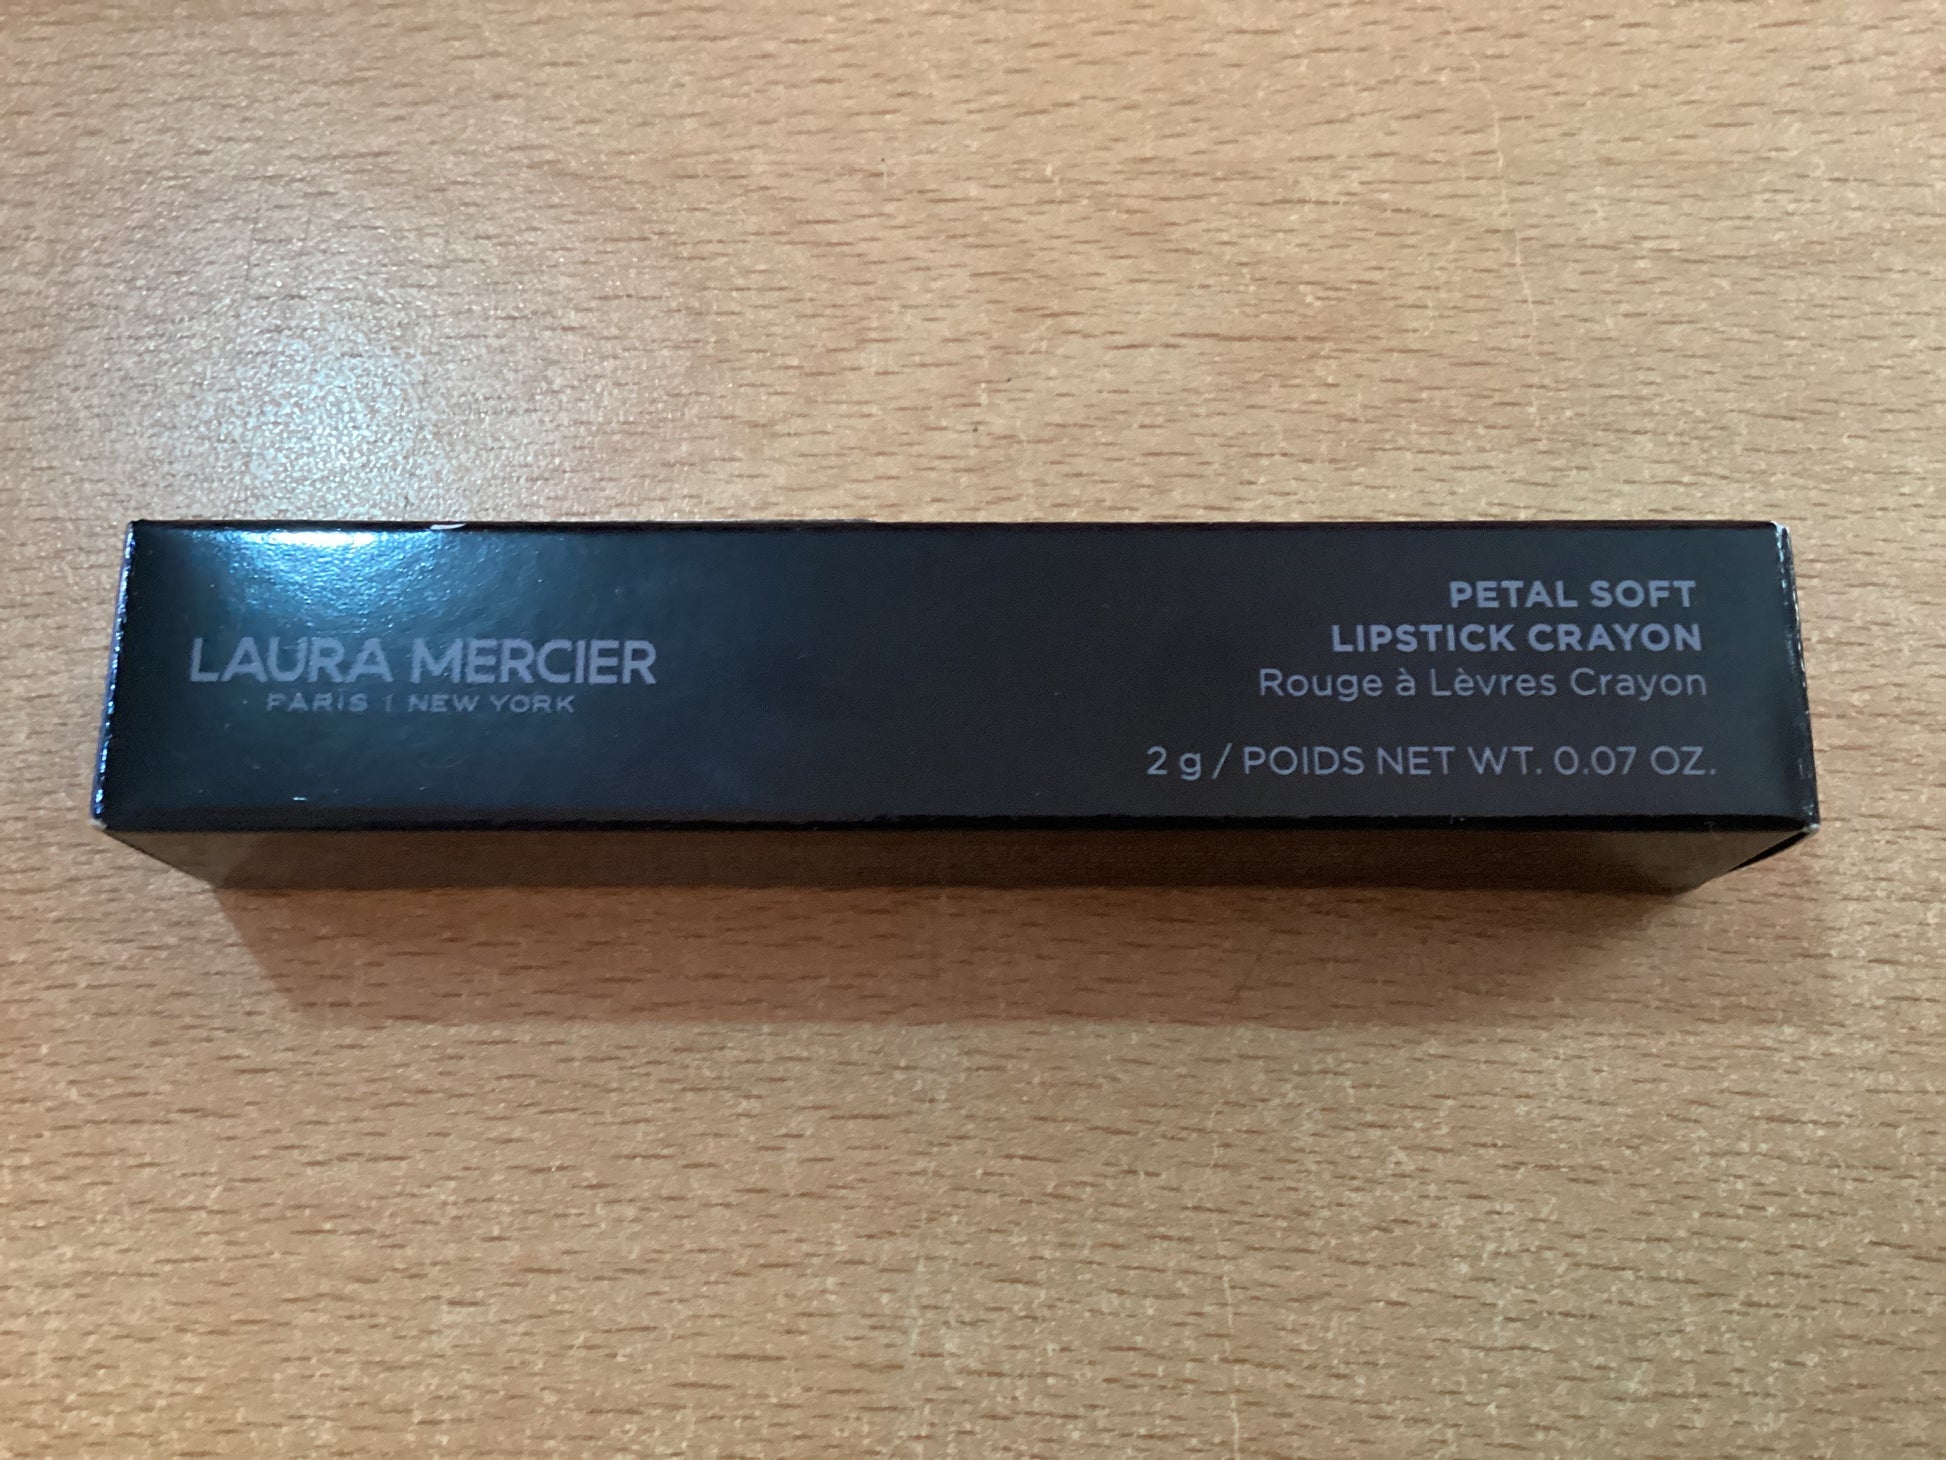 LAURA MERCIER
PARIS | NEW YORK
PETAL SOFT
LIPSTICK CRAYON
Rouge à Lèvres Crayon
2 g / POIDS NET WT. 0.07 OZ.